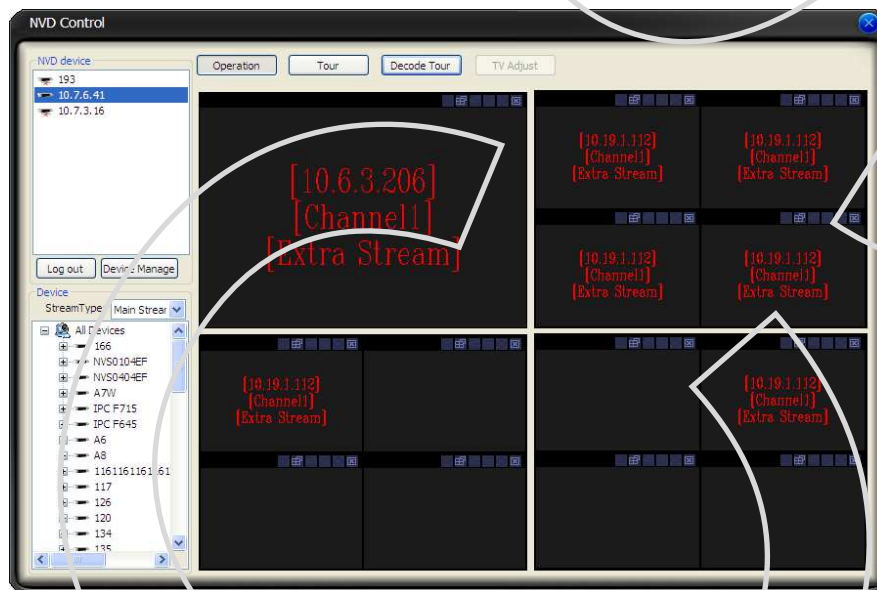 NVD Control
NVD device
193
10.7.6.41
10.7.3.16
Log out
Device Manage
Operation
Tour
Decode Tour
TV Adjust
Device
StreamType
Main Strear
All Devices
166
NVS0104EF
NVS0404EF
A7W
IPC F715
IPC F645
A6
A8
117
126
120
134
135
[10.6.3.206]
[Channel1]
[Extra Stream]
[10.19.1.112]
[Channel1]
[Extra Stream]
[10.19.1.112]
[Channel1]
[Extra Stream]
[10.19.1.112]
[Channel1]
[Extra Stream]
[10.19.1.112]
[Channel1]
[Extra Stream]
[10.19.1.112]
[Channel1]
[Extra Stream]
[10.19.1.112]
[Channel1]
[Extra Stream]